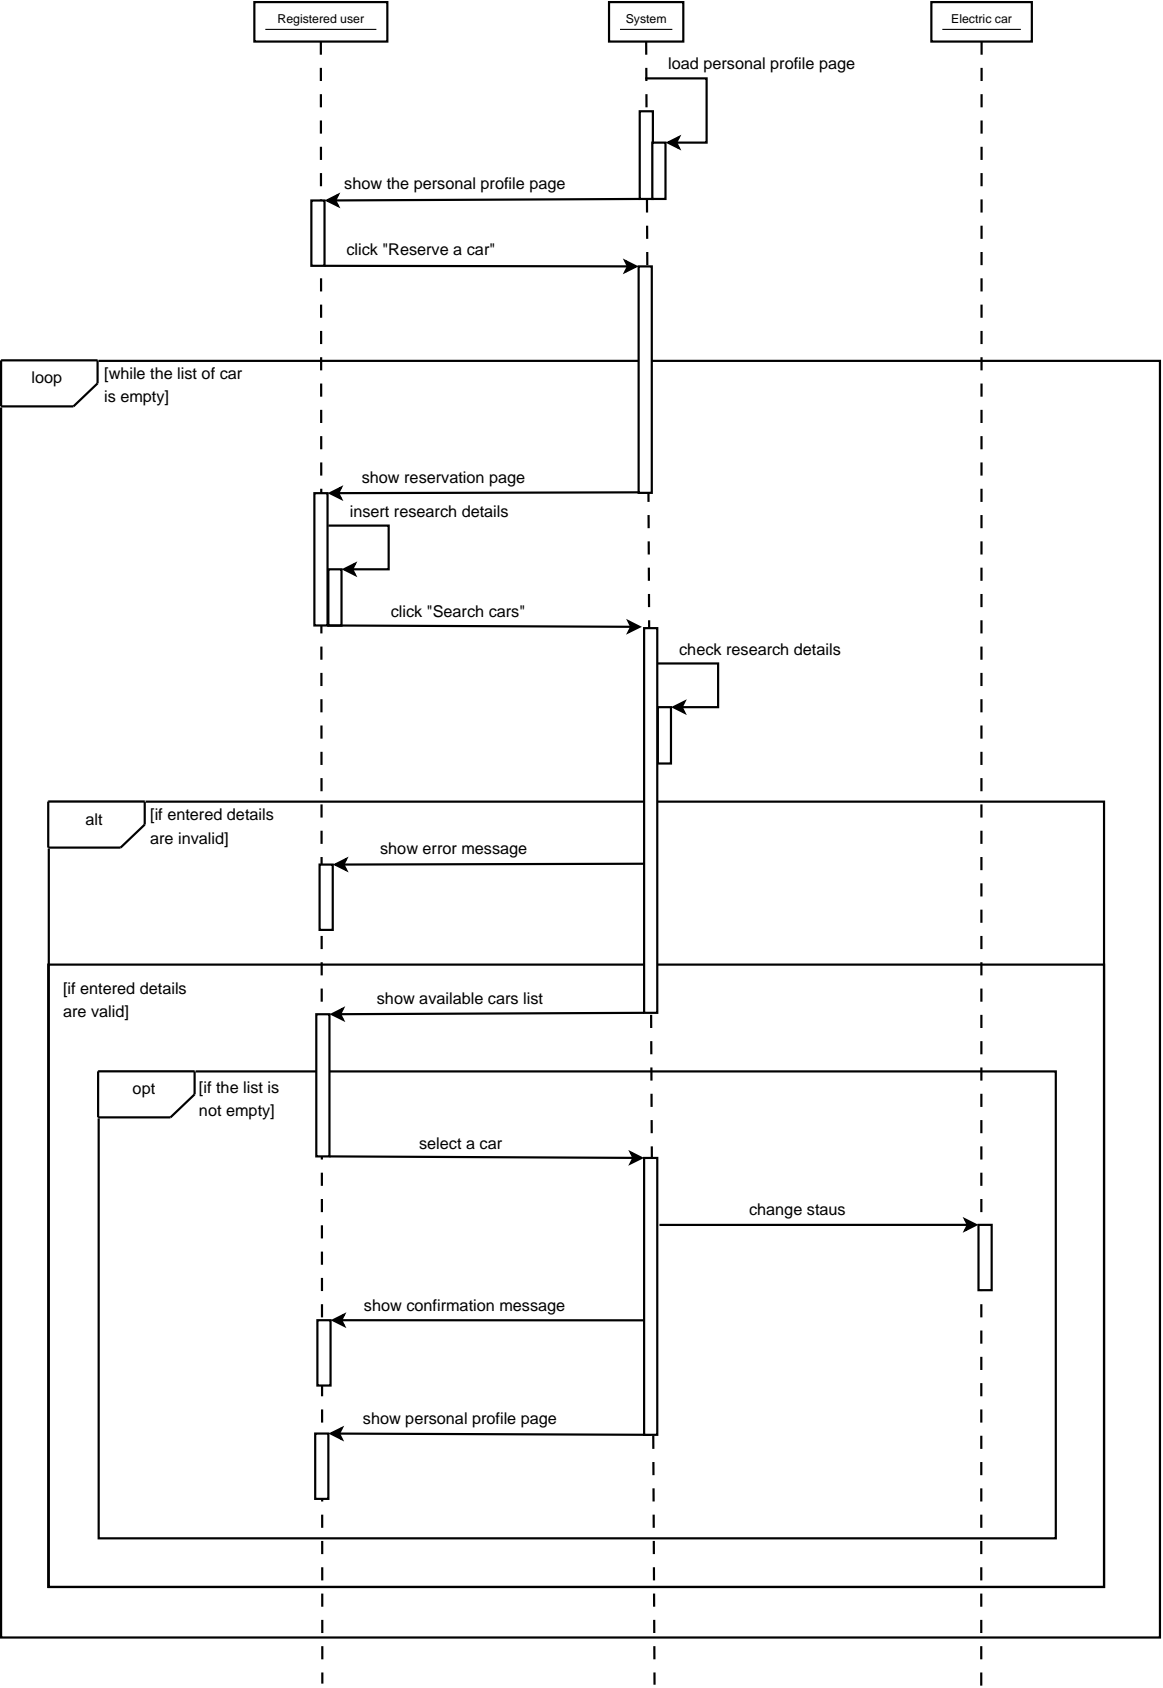 Registered user
System
Electric car
load personal profile page
show the personal profile page
click "Reserve a car"
loop
[while the list of car
is empty]
show reservation page
insert research details
click "Search cars"
check research details
alt
[if entered details
are invalid]
show error message
[if entered details
are valid]
show available cars list
opt
[if the list is
not empty]
select a car
change staus
show confirmation message
show personal profile page